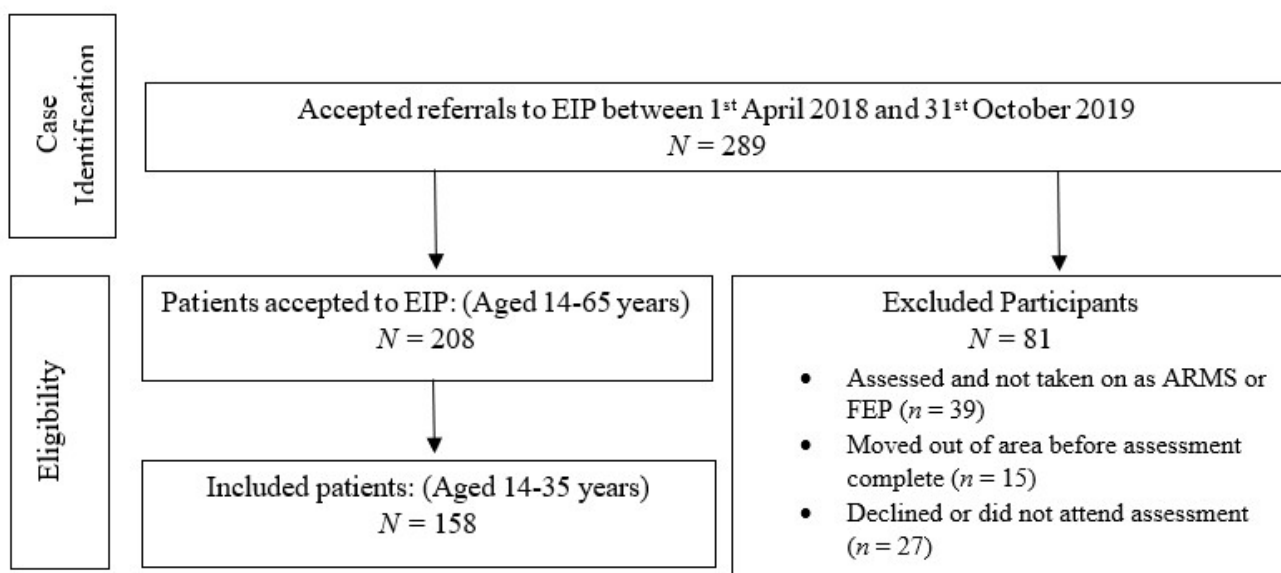 Case
Identification
Accepted referrals to EIP between 1st April 2018 and 31st October 2019
N = 289
Eligibility
Patients accepted to EIP: (Aged 14-65 years)
N = 208
Included patients: (Aged 14-35 years)
N = 158
Excluded Participants
N = 81
• Assessed and not taken on as ARMS or
FEP (n = 39)
• Moved out of area before assessment
complete (n = 15)
• Declined or did not attend assessment
(n = 27)